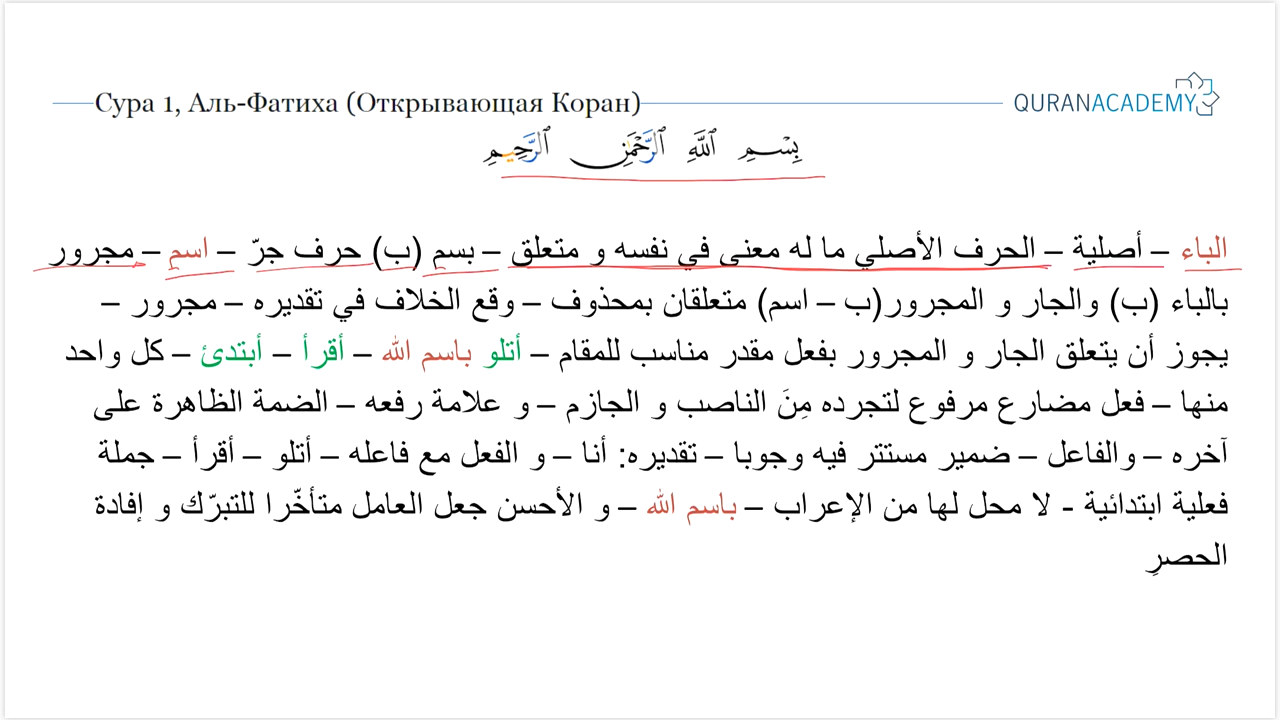 Сура 1, Аль-Фатиха (Открывающая Коран)
QURANACADEMY
بِسْمِ ٱللَّهِ ٱلرَّحْمَٰنِ ٱلرَّحِيمِ
الباء – أصلية – الحرف الأصلي ما له معنى في نفسه و متعلق – بسم (ب) حرف جرّ – اسم – مجرور
بالباء (ب) والجار و المجرور(ب – اسم) متعلقان بمحذوف – وقع الخلاف في تقديره – مجرور –
يجوز أن يتعلق الجار و المجرور بفعل مقدر مناسب للمقام – أتلو باسم الله – أقرأ – أبتدئ – كل واحد
منها – فعل مضارع مرفوع لتجرده مِنَ الناصب و الجازم – و علامة رفعه – الضمة الظاهرة على
آخره – والفاعل – ضمير مستتر فيه وجوبا – تقديره: أنا – و الفعل مع فاعله – أتلو – أقرأ – جملة
فعلية ابتدائية - لا محل لها من الإعراب – باسم الله – و الأحسن جعل العامل متأخّرا للتبرّك و إفادة
الحصرِ